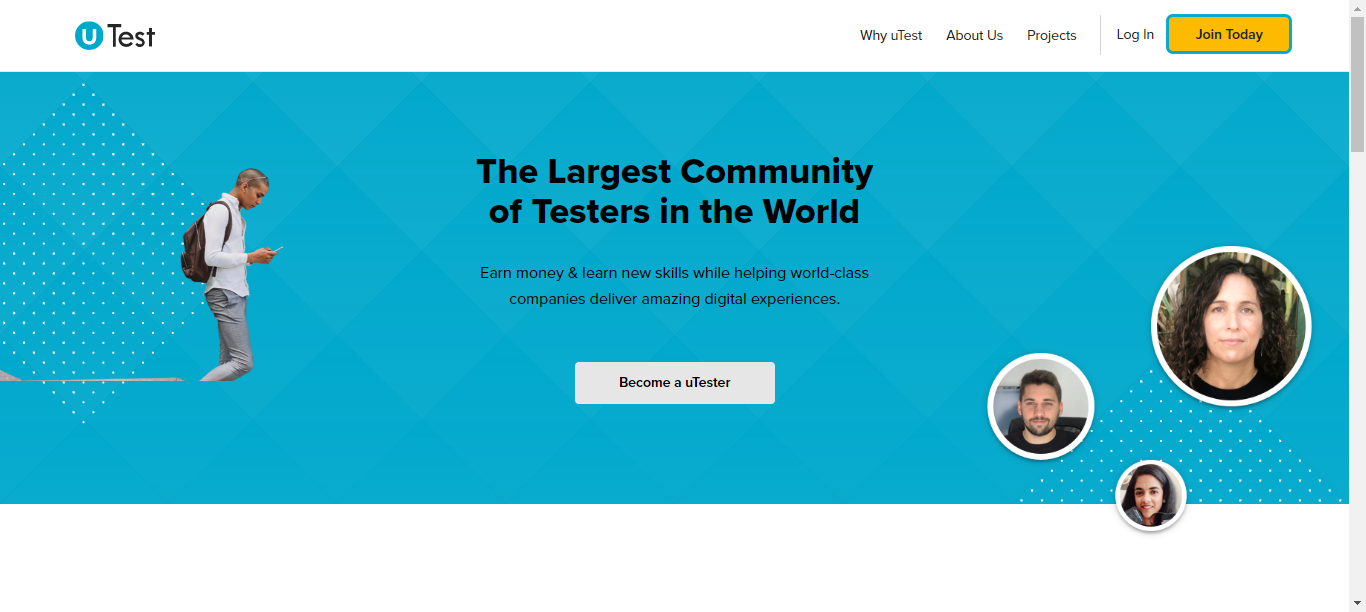 uTest
Why uTest
About Us
Projects
Log In
Join Today
The Largest Community
of Testers in the World
Earn money & learn new skills while helping world-class
companies deliver amazing digital experiences.
Become a uTester